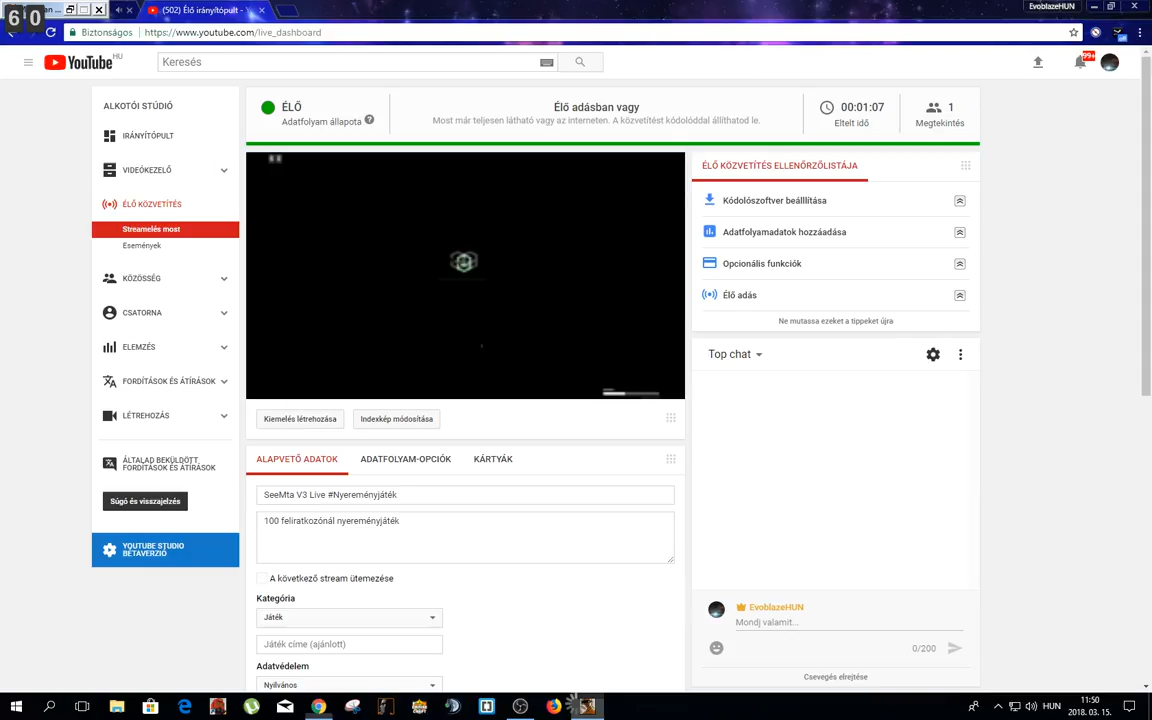 60
en ...
(502) Élő irányítópult -
EvoblazeHUN
Biztonságos
https://www.youtube.com/live_dashboard
YouTube HU
Keresés
99+
ALKOTÓI STÚDIÓ
IRÁNYÍTÓPULT
VIDEÓKEZELŐ
ÉLŐ KÖZVETÍTÉS
Streamelés most
Események
KÖZÖSSÉG
CSATORNA
ELEMZÉS
FORDÍTÁSOK ÉS ÁTÍRÁSOK
LÉTREHOZÁS
ÁLTALAD BEKÜLDÖTT
FORDÍTÁSOK ÉS ÁTÍRÁSOK
Súgó és visszajelzés
YOUTUBE STUDIO
BÉTAVERZIÓ
ÉLŐ
Adatfolyam állapota
Élő adásban vagy
Most már teljesen látható vagy az interneten. A közvetítést kódolóddal állíthatod le.
00:01:07
Eltelt idő
1
Megtekintés
Kiemelés létrehozása
Indexkép módosítása
ALAPVETŐ ADATOK
ADATFOLYAM-OPCIÓK
KÁRTYÁK
SeeMta V3 Live #Nyereményjáték
100 feliratkozónál nyereményjáték
A következő stream ütemezése
Kategória
Játék
Játék címe (ajánlott)
Adatvédelem
Nyilvános
ÉLŐ KÖZVETÍTÉS ELLENŐRZŐLISTÁJA
Kódolószoftver beállítása
Adatfolyamadatok hozzáadása
Opcionális funkciók
Élő adás
Ne mutassa ezeket a tippeket újra
Top chat
EvoblazeHUN
Mondj valamit...
0/200
Csevegés elrejtése
HUN
11:50
2018. 03. 15.